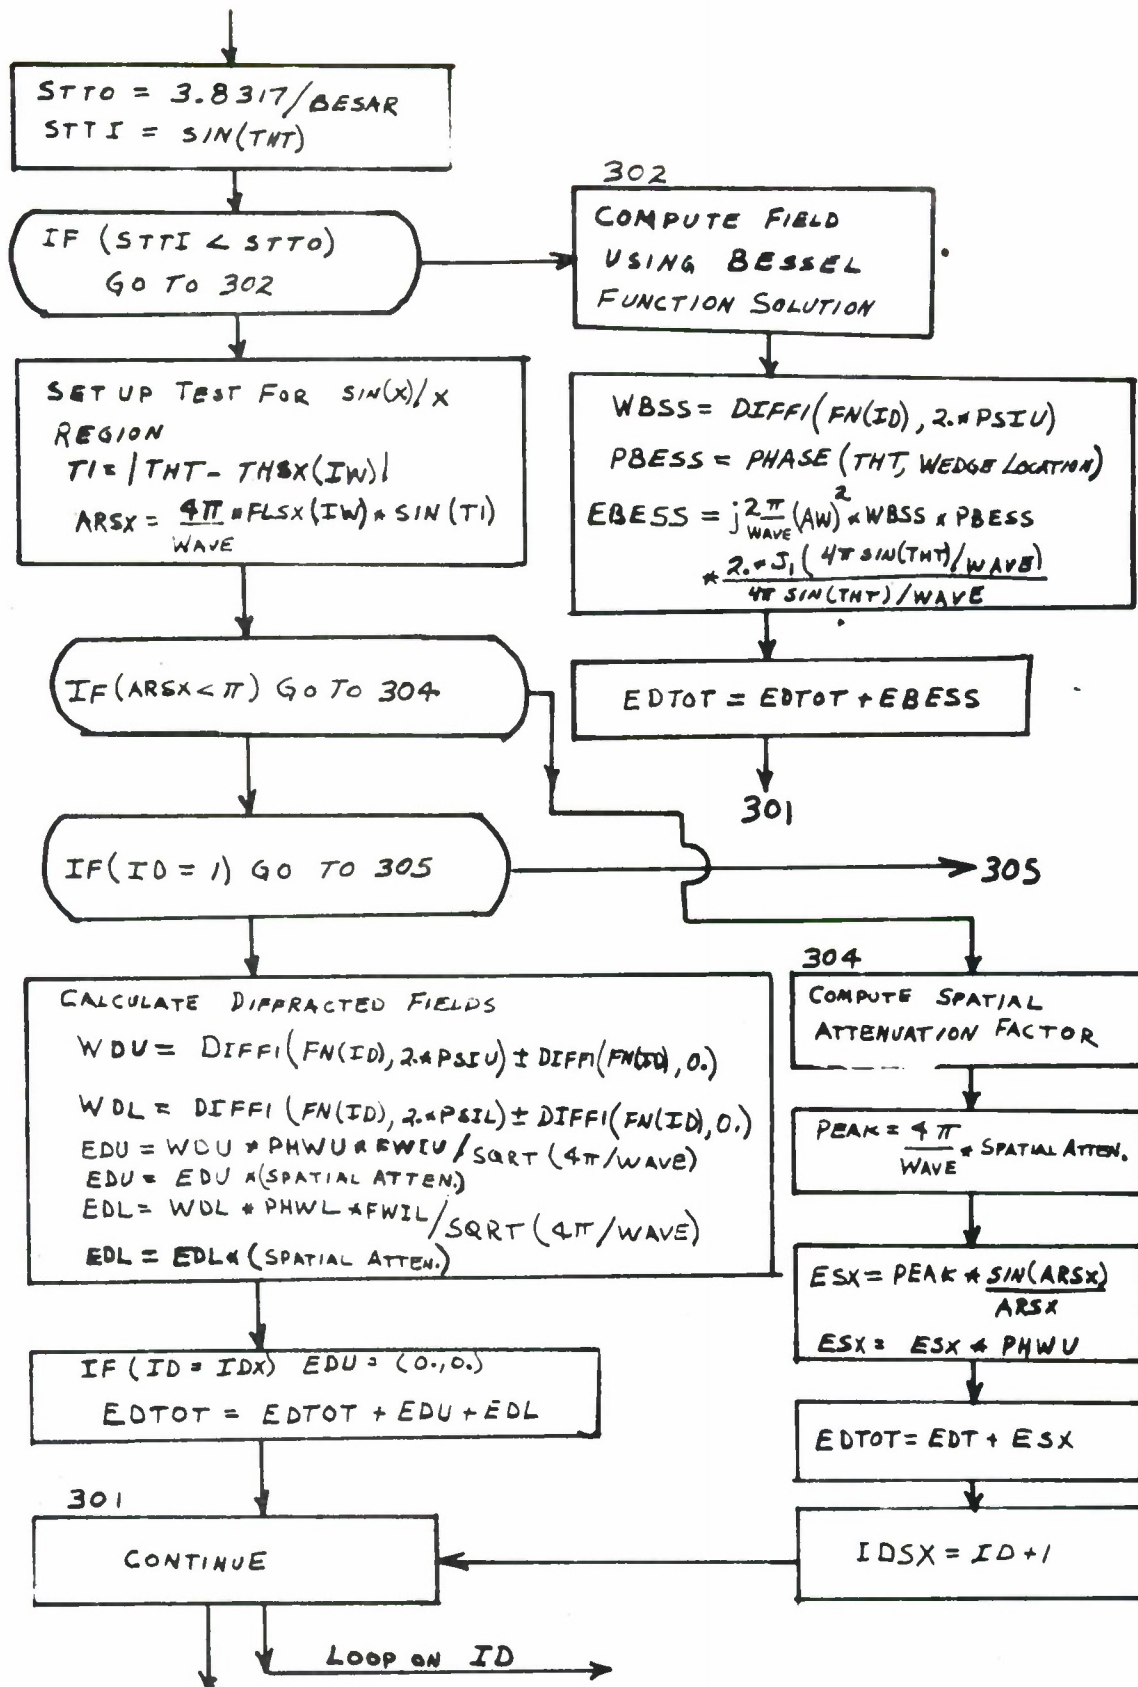 STTO = 3.8317/BESAR
STTI = SIN(THT)
IF (STTI < STTO)
GO TO 302
302
COMPUTE FIELD
USING BESSEL
FUNCTION SOLUTION
SET UP TEST FOR SIN(X)/X
REGION
TI = |THT - THSX(IW)|
ARSX = 4π/WAVE * FLSX(IW) * SIN(TI)
WBSS = DIFFI(FN(ID), 2.*PSIU)
PBESS = PHASE (THT, WEDGE LOCATION)
EBESS = j 2π/WAVE (AW)² * WBSS * PBESS
* 2.*J₁(4π SIN(THT)/WAVE)
4π SIN(THT)/WAVE
IF(ARSX < π) GO TO 304
EDTOT = EDTOT + EBESS
301
IF(ID = 1) GO TO 305
305
CALCULATE DIFFRACTED FIELDS
WDU = DIFFI(FN(ID), 2.*PSIU) ± DIFFI(FN(ID), 0.)
WDL = DIFFI (FN(ID), 2.*PSIL) ± DIFFI(FN(ID), 0.)
EDU = WDU * PHWU * FWIU/SQRT (4π/WAVE)
EDU = EDU *(SPATIAL ATTEN.)
EDL = WDL * PHWL * FWIL/SQRT (4π/WAVE)
EDL = EDL * (SPATIAL ATTEN.)
304
COMPUTE SPATIAL
ATTENUATION FACTOR
PEAK = 4π/WAVE * SPATIAL ATTEN.
ESX = PEAK * SIN(ARSX)/ARSX
ESX = ESX * PHWU
IF (ID = IDX) EDU = (0.,0.)
EDTOT = EDTOT + EDU + EDL
EDTOT = EDT + ESX
301
CONTINUE
IDSX = ID + 1
LOOP ON ID